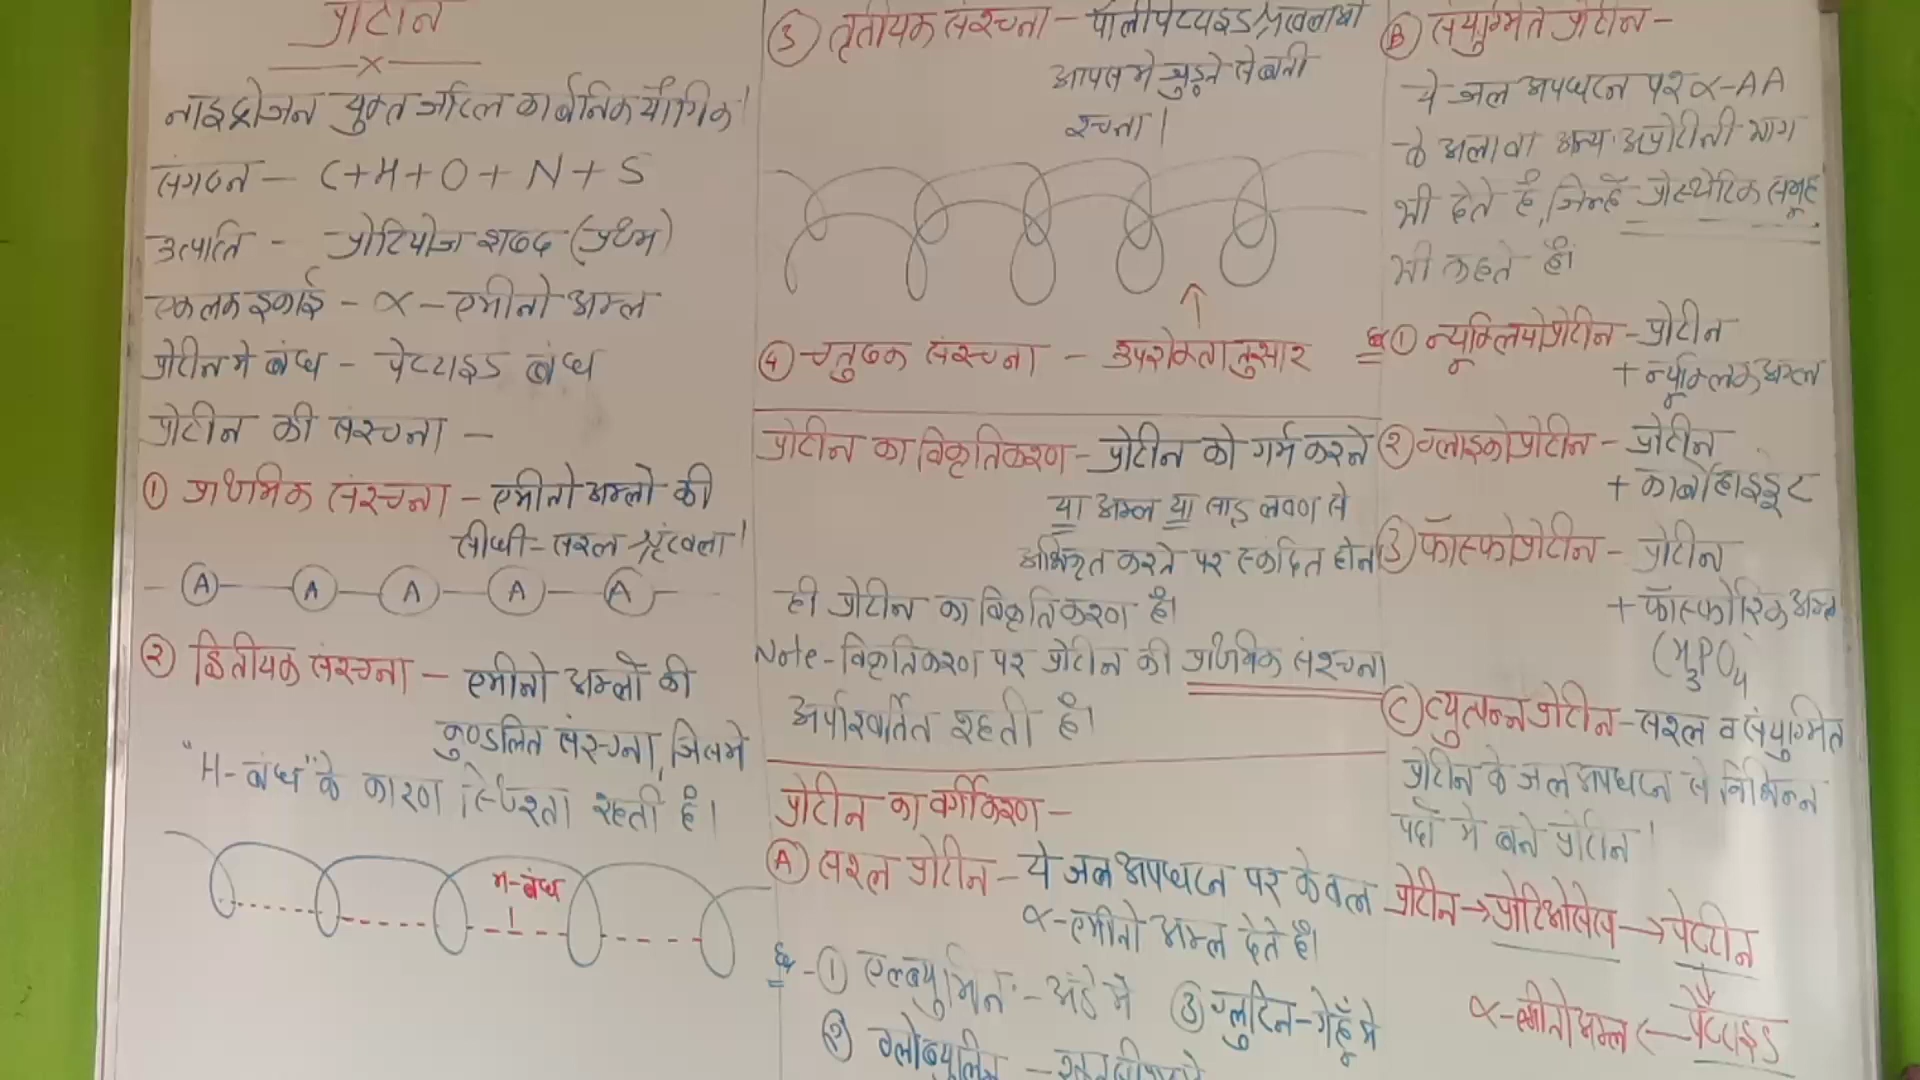 प्रोटीन
नाइट्रोजन युक्त जटिल कार्बनिक यौगिक।
संगठन - C+H+O+N+S
उत्पत्ति - प्रोटियोज शब्द (प्रथम)
एकलक इकाई - α-एमीनो अम्ल
प्रोटीन मे बंध - पेप्टाइड बंध
प्रोटीन की संरचना -
① प्राथमिक संरचना - एमीनो अम्लो की
सीधी-सरल श्रृंखला।
A A A A A
② द्वितीयक संरचना - एमीनो अम्लो की
कुण्डलित संरचना, जिसमे
"H-बंध" के कारण स्थिरता रहती है।
H-बंध
③ तृतीयक संरचना - पॉलीपेप्टाइड श्रृंखलाओ
आपस मे जुड़ने से बनी
रचना।
④ चतुष्क संरचना - उपरोक्तानुसार
प्रोटीन का विकृतिकरण - प्रोटीन को गर्म करने
या अम्ल या सांद्र लवण से
अभिकृत करने पर स्कंदित होना
ही प्रोटीन का विकृतिकरण है।
Note - विकृतिकरण पर प्रोटीन की प्राथमिक संरचना
अपरिवर्तित रहती है।
प्रोटीन का वर्गीकरण -
Ⓐ सरल प्रोटीन - ये जल अपघटन पर केवल
α-एमीनो अम्ल देते है।
① एल्ब्युमिन - अंडे में ③ ग्लुटिन - गेहूँ मे
② ग्लोब्युलिन -
Ⓑ संयुग्मित प्रोटीन -
ये जल अपघटन पर α-AA
के अलावा अन्य अप्रोटीनी भाग
भी देते है, जिन्हें प्रोस्थेटिक समूह
भी कहते है।
① न्यूक्लियोप्रोटीन - प्रोटीन
+ न्यूक्लिक अम्ल
② ग्लाइकोप्रोटीन - प्रोटीन
+ कार्बोहाइड्रेट
③ फॉस्फोप्रोटीन - प्रोटीन
+ फॉस्फोरिक अम्ल
(H₃PO₄
Ⓒ व्युत्पन्न प्रोटीन - सरल व संयुग्मित
प्रोटीन के जल अपघटन से विभिन्न
पदों मे बने प्रोटीन।
प्रोटीन → प्रोटिओसेस → पेप्टोन
α-एमीनो अम्ल ← पेप्टाइड